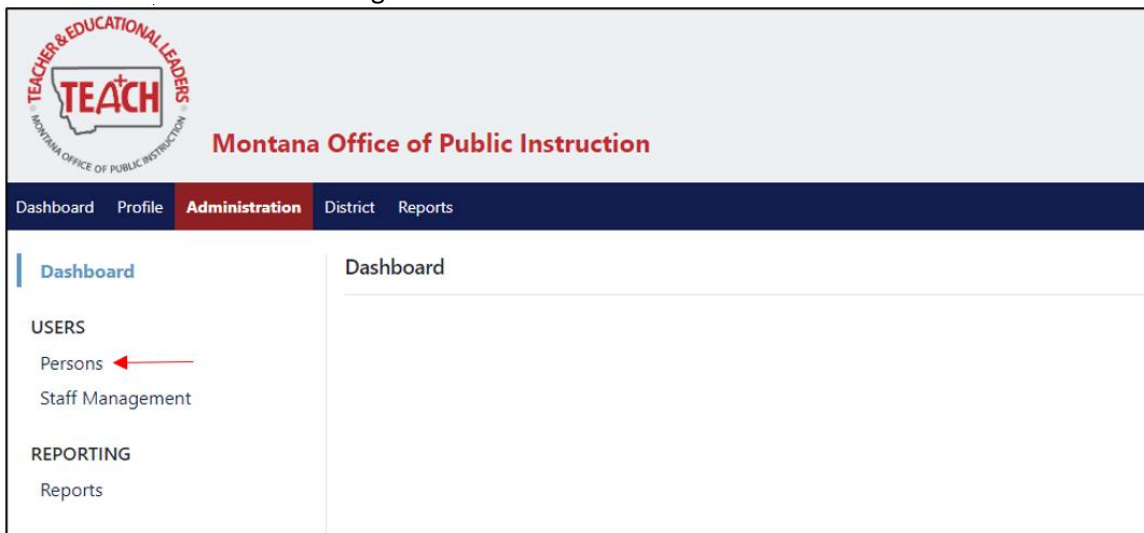 TEACHER & EDUCATIONAL LEADERS
TEACH
MONTANA OFFICE OF PUBLIC INSTRUCTION
Montana Office of Public Instruction
Dashboard Profile Administration District Reports
Dashboard
Dashboard
USERS
Persons
Staff Management
REPORTING
Reports